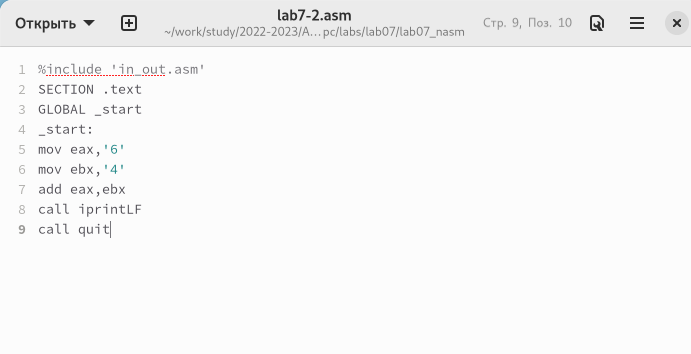 Открыть
lab7-2.asm
~/work/study/2022-2023/A...pc/labs/lab07/lab07_nasm
Стр. 9, Поз. 10
1 %include 'in_out.asm'
2 SECTION .text
3 GLOBAL _start
4 _start:
5 mov eax,'6'
6 mov ebx,'4'
7 add eax,ebx
8 call iprintLF
9 call quit